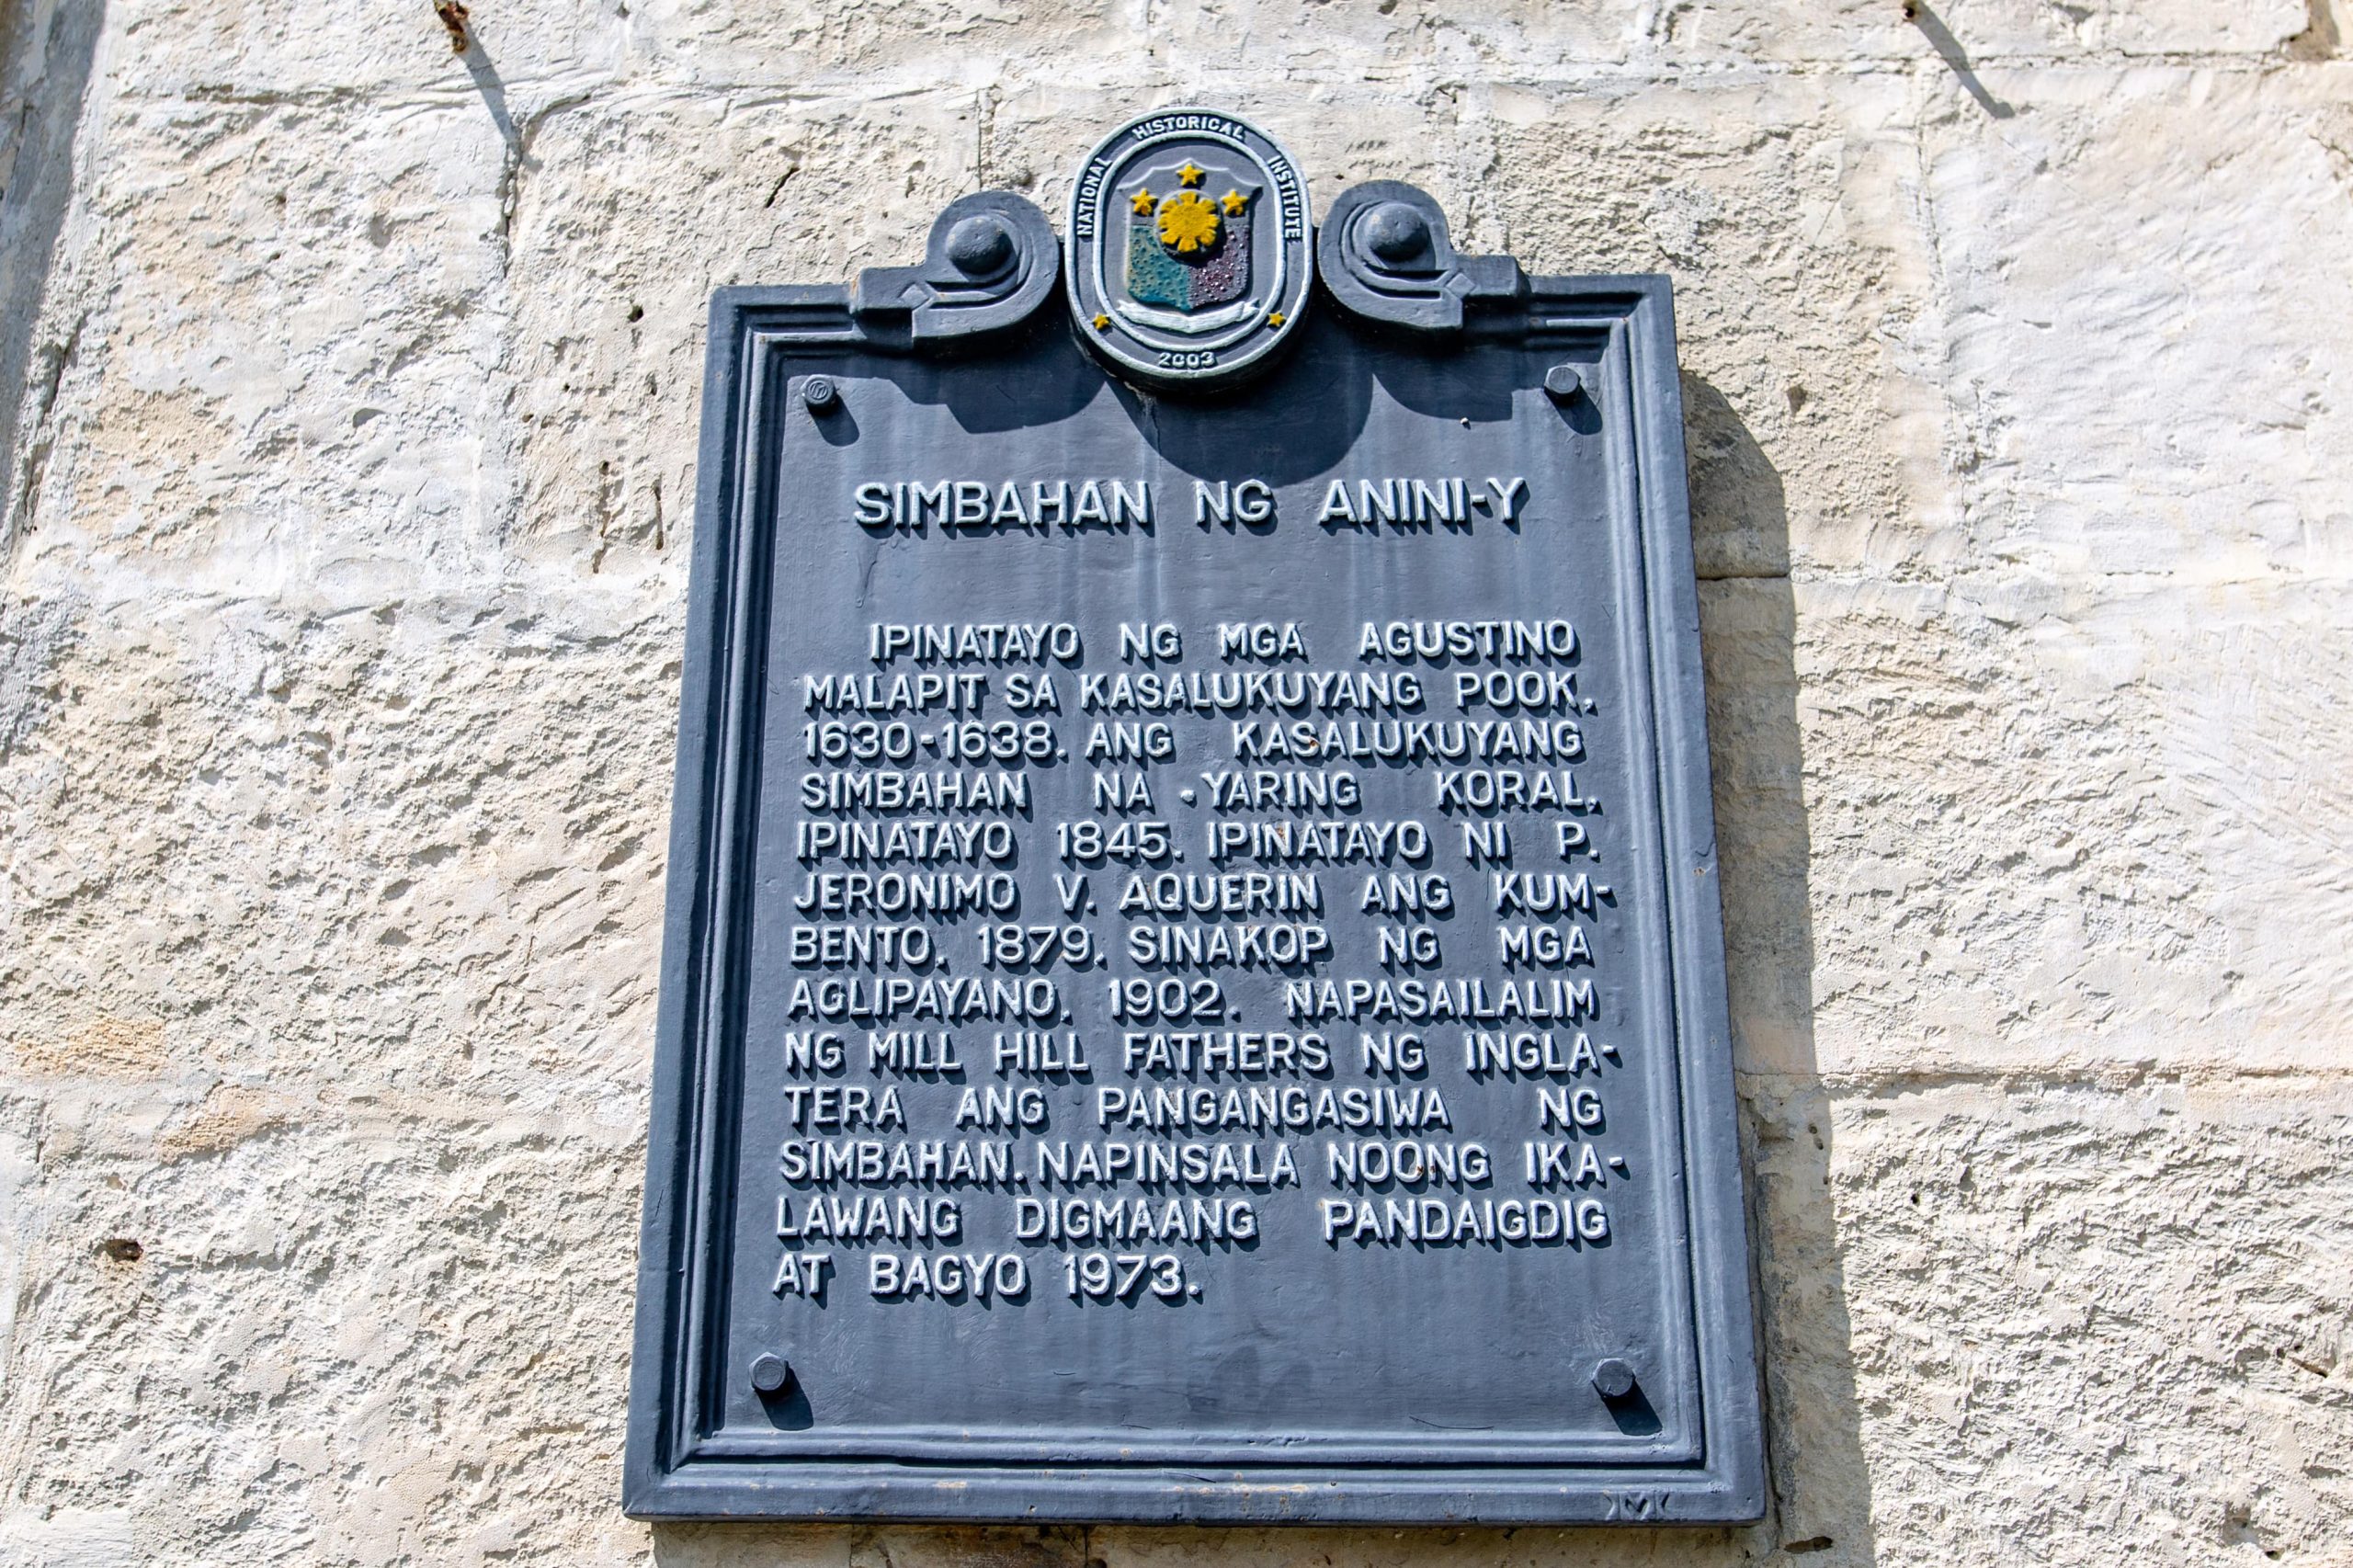 NATIONAL HISTORICAL INSTITUTE
2003
SIMBAHAN NG ANINI-Y
IPINATAYO NG MGA AGUSTINO
MALAPIT SA KASALUKUYANG POOK,
1630-1638. ANG KASALUKUYANG
SIMBAHAN NA YARING KORAL,
IPINATAYO 1845. IPINATAYO NI P.
JERONIMO V. AQUERIN ANG KUM-
BENTO, 1879. SINAKOP NG MGA
AGLIPAYANO, 1902. NAPASAILALIM
NG MILL HILL FATHERS NG INGLA-
TERA ANG PANGANGASIWA NG
SIMBAHAN. NAPINSALA NOONG IKA-
LAWANG DIGMAANG PANDAIGDIG
AT BAGYO 1973.